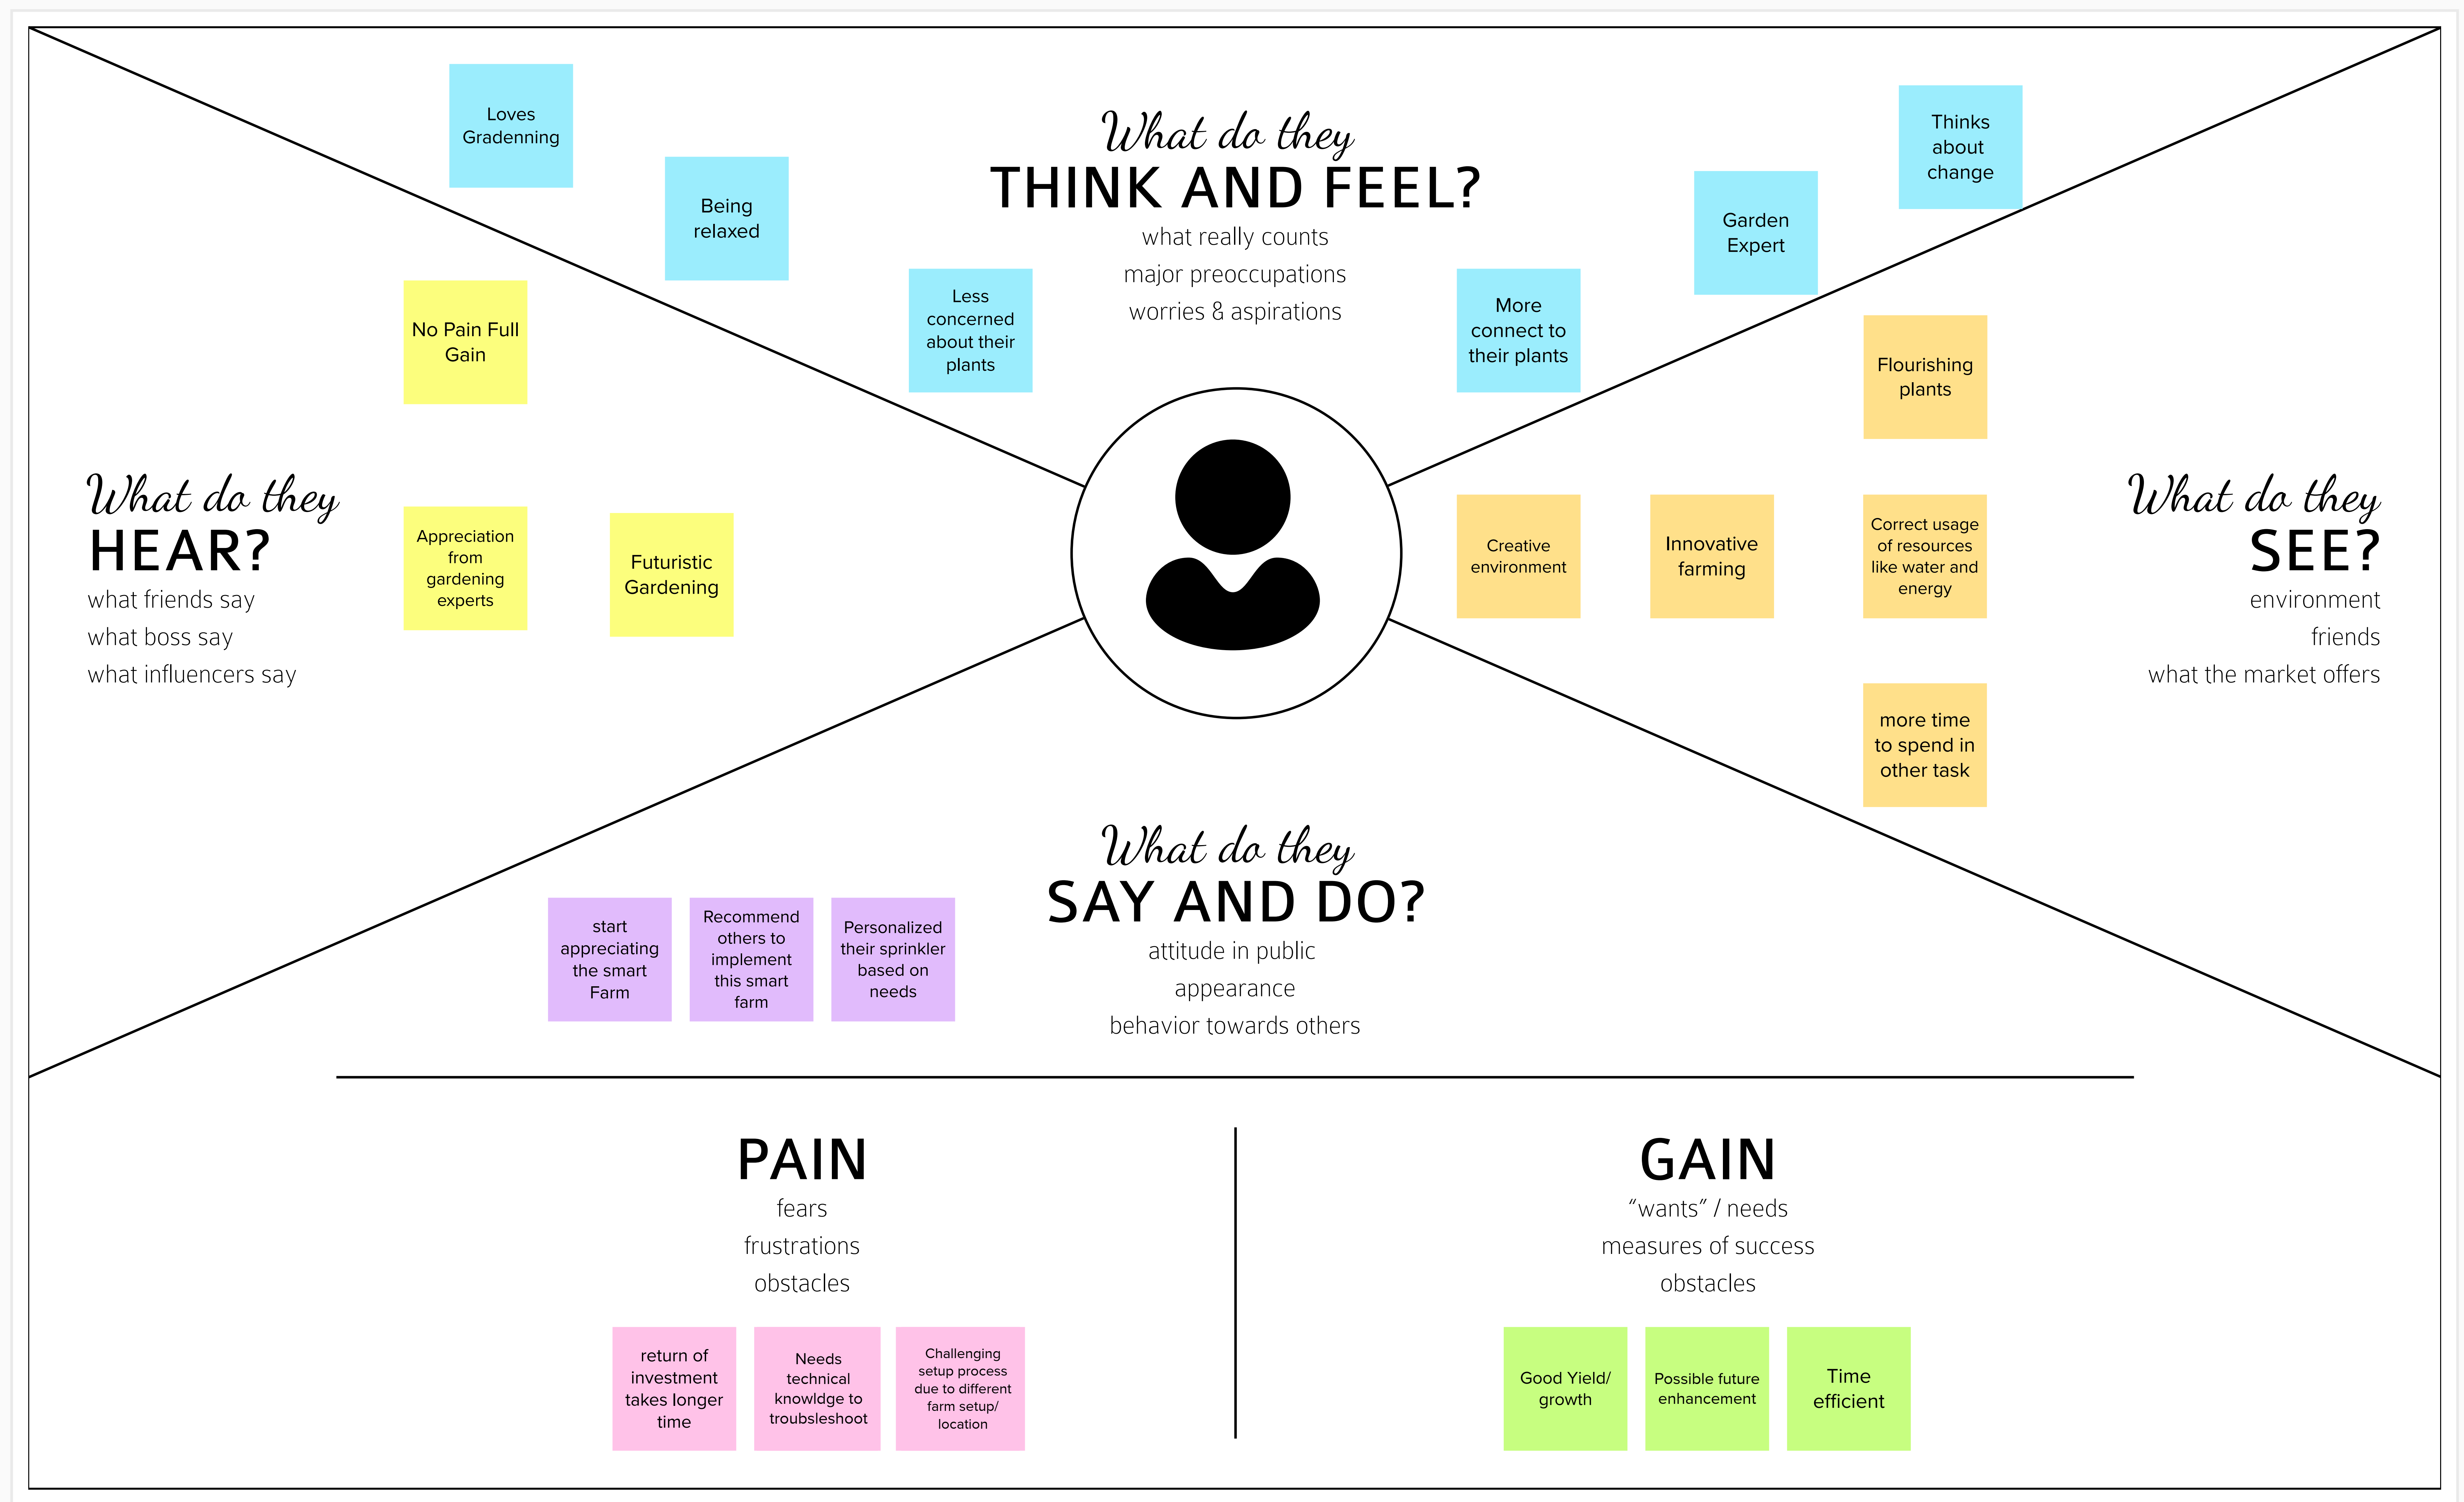 What do they
THINK AND FEEL?
what really counts
major preoccupations
worries & aspirations
Loves
Gradenning
Being
relaxed
Less
concerned
about their
plants
More
connect to
their plants
Garden
Expert
Thinks
about
change
What do they
HEAR?
what friends say
what boss say
what influencers say
No Pain Full
Gain
Appreciation
from
gardening
experts
Futuristic
Gardening
What do they
SEE?
environment
friends
what the market offers
Flourishing
plants
Creative
environment
Innovative
farming
Correct usage
of resources
like water and
energy
more time
to spend in
other task
What do they
SAY AND DO?
attitude in public
appearance
behavior towards others
start
appreciating
the smart
Farm
Recommend
others to
implement
this smart
farm
Personalized
their sprinkler
based on
needs
PAIN
fears
frustrations
obstacles
return of
investment
takes longer
time
Needs
technical
knowldge to
troubsleshoot
Challenging
setup process
due to different
farm setup/
location
GAIN
“wants” / needs
measures of success
obstacles
Good Yield/
growth
Possible future
enhancement
Time
efficient